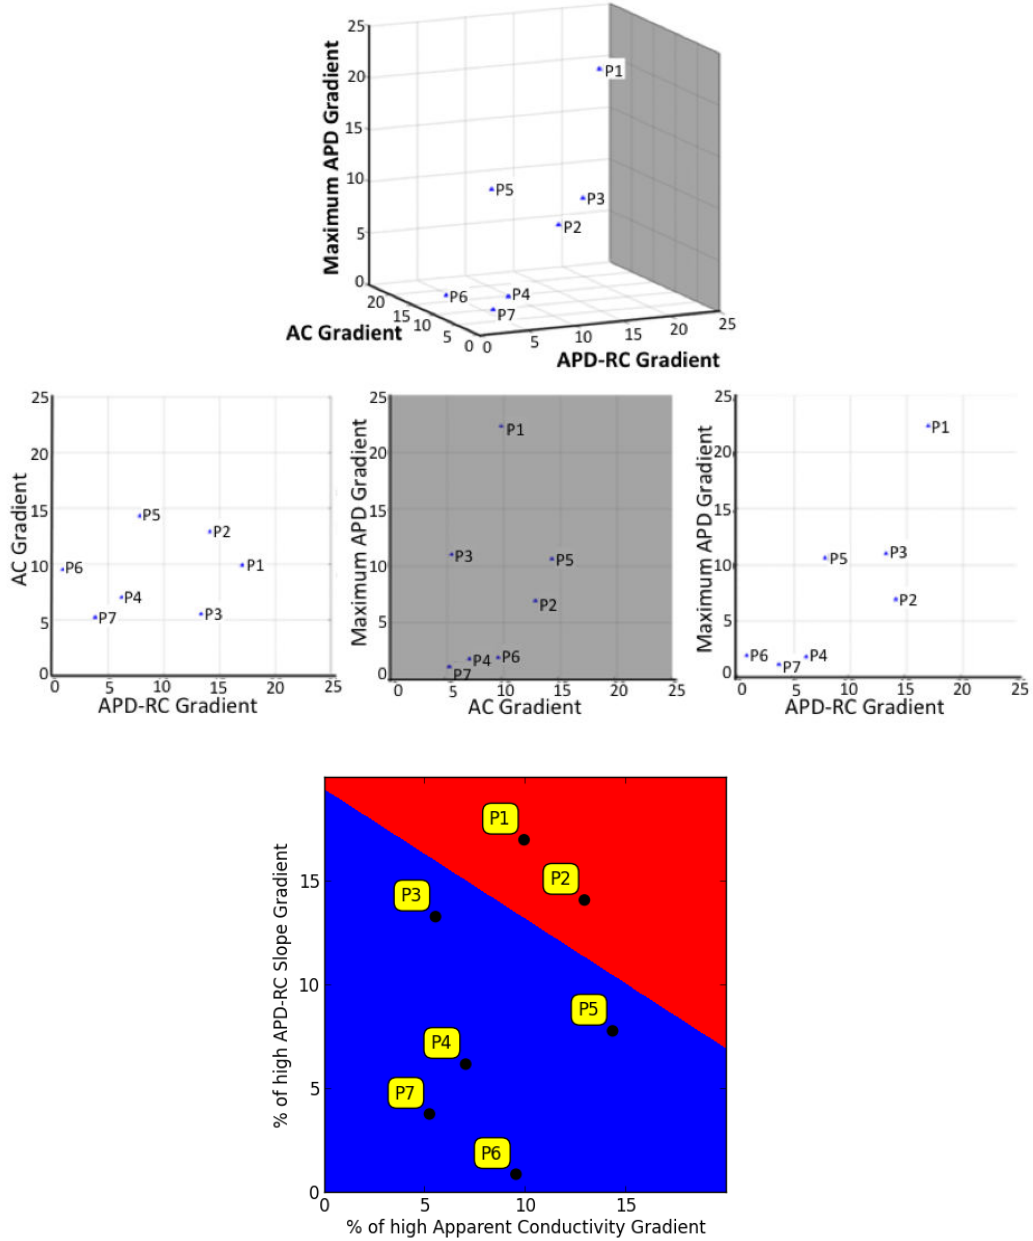 25
20
15
10
5
0
Maximum APD Gradient
P1
P5
P3
P2
P6
P4
P7
20
15
10
5
0
AC Gradient
0
5
10
15
20
25
APD-RC Gradient
25
20
15
10
5
0
AC Gradient
P5
P2
P6
P1
P4
P7
P3
0 5 10 15 20 25
APD-RC Gradient
25
20
15
10
5
0
Maximum APD Gradient
P1
P3
P5
P2
P4
P6
P7
0 5 10 15 20 25
AC Gradient
25
20
15
10
5
0
Maximum APD Gradient
P1
P5
P3
P2
P6
P7
P4
0 5 10 15 20 25
APD-RC Gradient
% of high APD-RC Slope Gradient
15
10
5
0
P1
P2
P3
P5
P4
P7
P6
0 5 10 15
% of high Apparent Conductivity Gradient